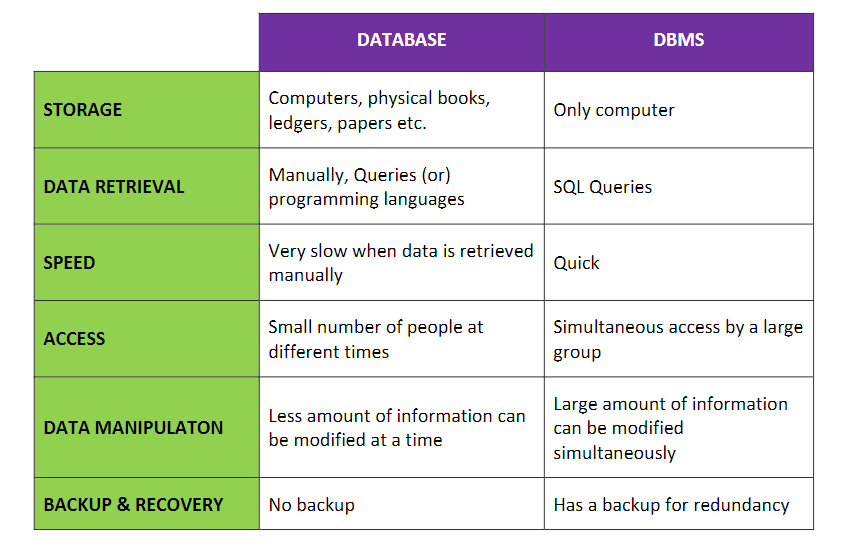 DATABASE
DBMS
STORAGE
Computers, physical books,
ledgers, papers etc.
Only computer
DATA RETRIEVAL
Manually, Queries (or)
programming languages
SQL Queries
SPEED
Very slow when data is retrieved
manually
Quick
ACCESS
Small number of people at
different times
Simultaneous access by a large
group
DATA MANIPULATON
Less amount of information can
be modified at a time
Large amount of information
can be modified
simultaneously
BACKUP & RECOVERY
No backup
Has a backup for redundancy